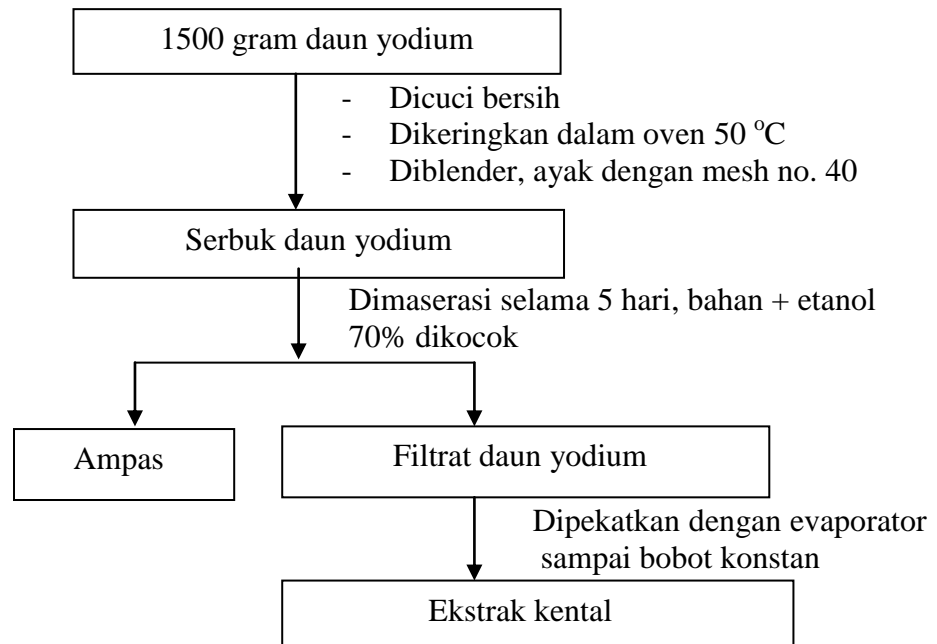 1500 gram daun yodium
- Dicuci bersih
- Dikeringkan dalam oven 50 °C
- Diblender, ayak dengan mesh no. 40
Serbuk daun yodium
Dimaserasi selama 5 hari, bahan + etanol
70% dikocok
Ampas
Filtrat daun yodium
Dipekatkan dengan evaporator
sampai bobot konstan
Ekstrak kental